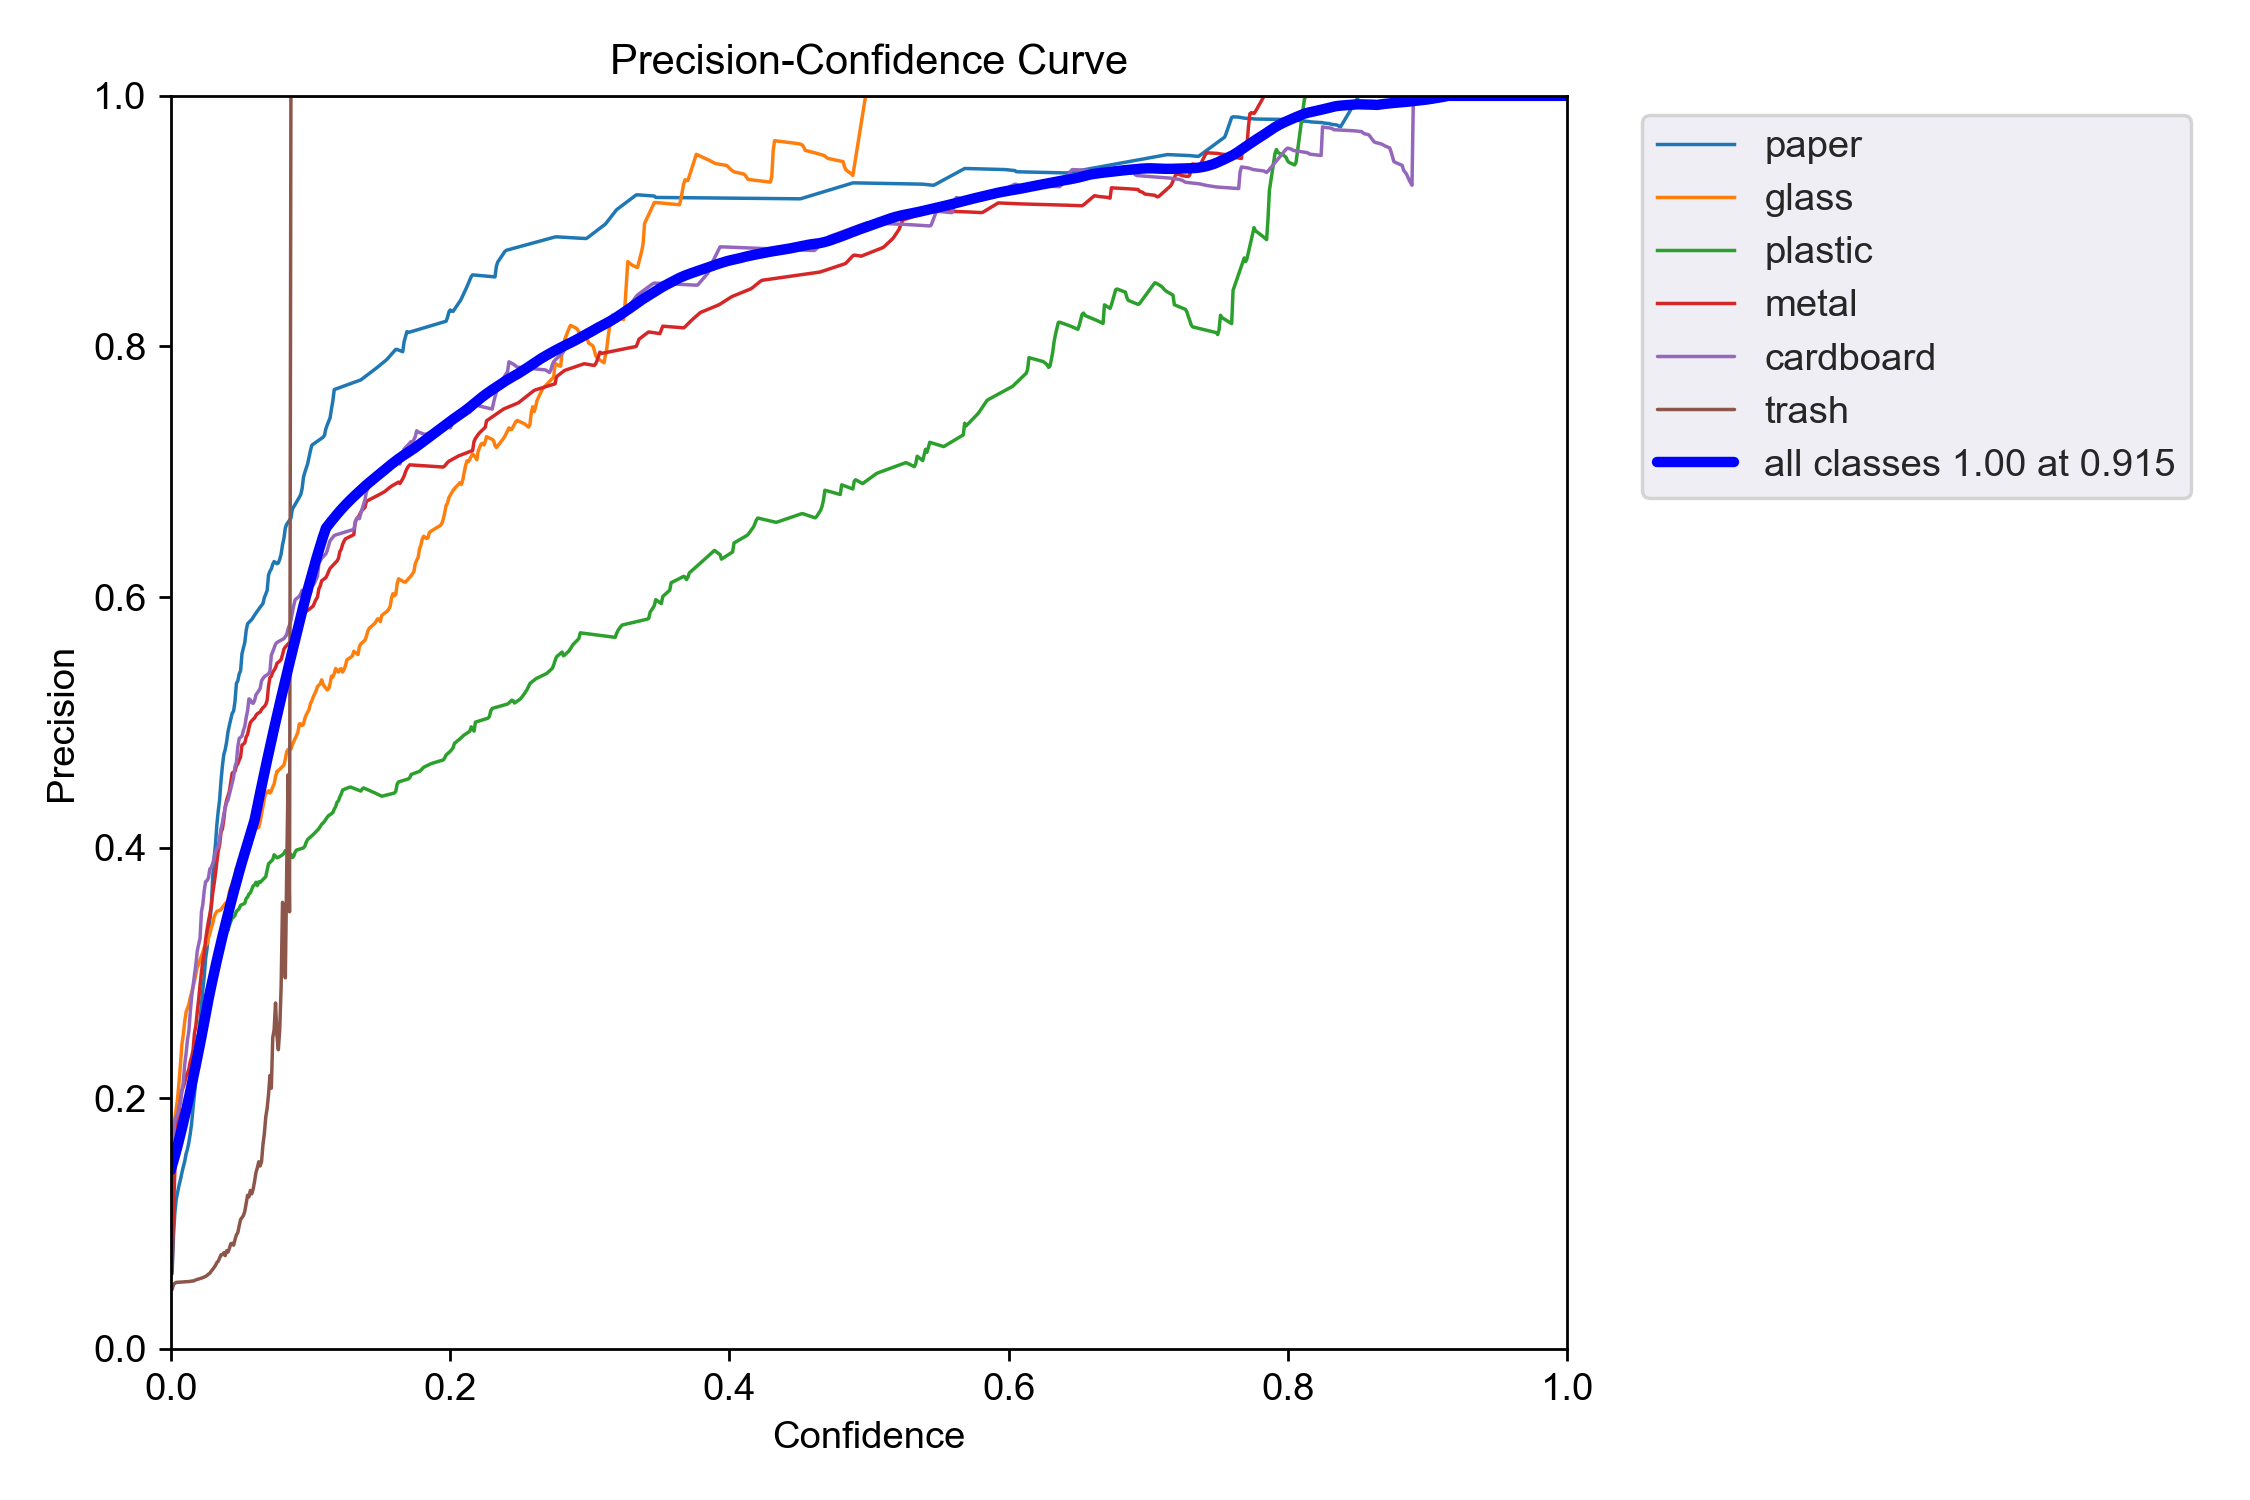 Precision-Confidence Curve
1.0
0.8
0.6
0.4
0.2
0.0
Precision
0.0 0.2 0.4 0.6 0.8 1.0
Confidence
paper
glass
plastic
metal
cardboard
trash
all classes 1.00 at 0.915